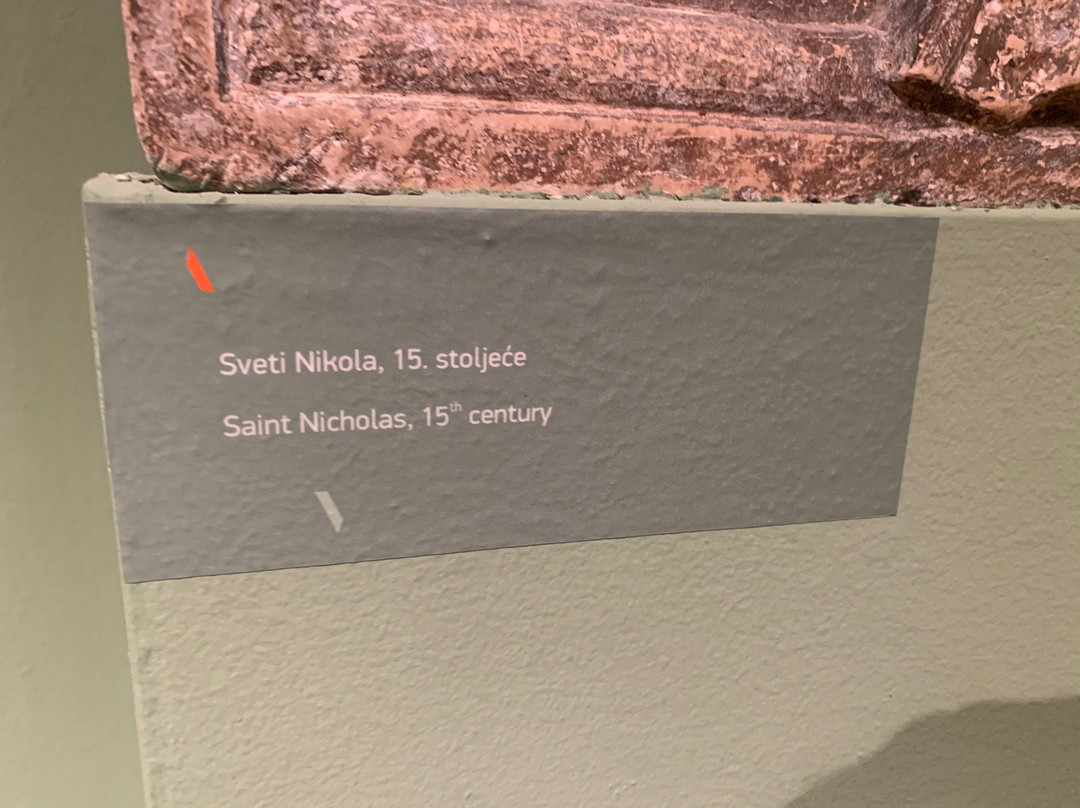 Sveti Nikola, 15. stoljeće
Saint Nicholas, 15th century